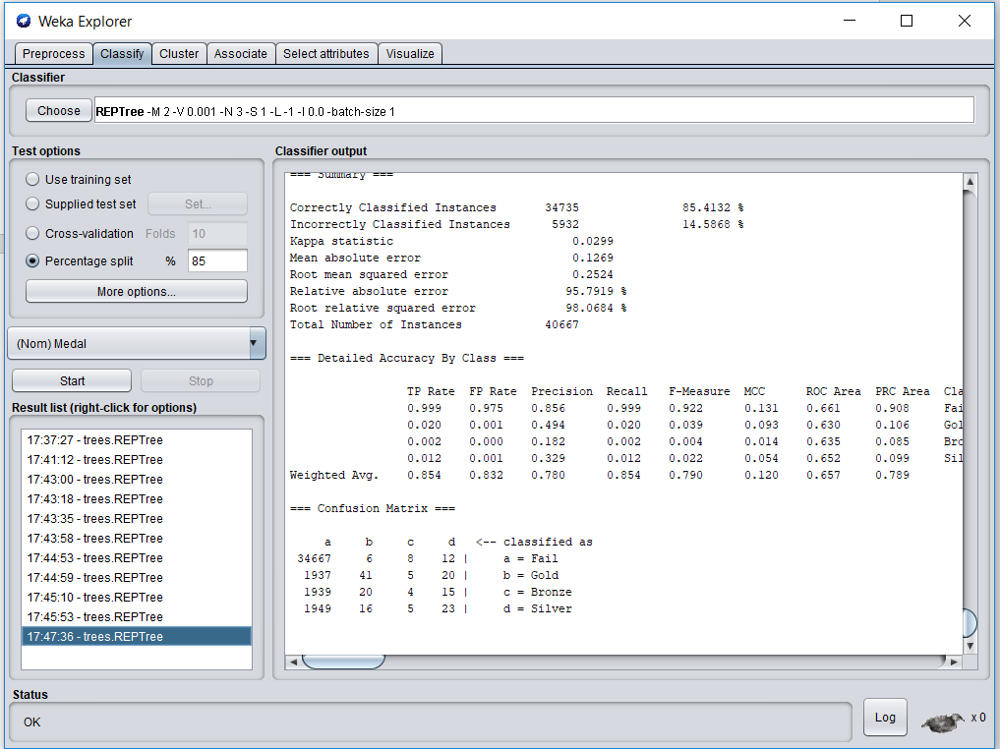 Weka Explorer
Preprocess Classify Cluster Associate Select attributes Visualize
Classifier
Choose REPTree -M 2 -V 0.001 -N 3 -S 1 -L -1 -I 0.0 -batch-size 1
Test options
Use training set
Supplied test set Set...
Cross-validation Folds 10
Percentage split % 85
More options...
(Nom) Medal
Start Stop
Result list (right-click for options)
17:37:27 - trees.REPTree
17:41:12 - trees.REPTree
17:43:00 - trees.REPTree
17:43:18 - trees.REPTree
17:43:35 - trees.REPTree
17:43:58 - trees.REPTree
17:44:53 - trees.REPTree
17:44:59 - trees.REPTree
17:45:10 - trees.REPTree
17:45:53 - trees.REPTree
17:47:36 - trees.REPTree
Classifier output
=== Summary ===
Correctly Classified Instances 34735 85.4132 %
Incorrectly Classified Instances 5932 14.5868 %
Kappa statistic 0.0299
Mean absolute error 0.1269
Root mean squared error 0.2524
Relative absolute error 95.7919 %
Root relative squared error 98.0684 %
Total Number of Instances 40667
=== Detailed Accuracy By Class ===
TP Rate FP Rate Precision Recall F-Measure MCC ROC Area PRC Area Cla
0.999 0.975 0.856 0.999 0.922 0.131 0.661 0.908 Fai
0.020 0.001 0.494 0.020 0.039 0.093 0.630 0.106 Gol
0.002 0.000 0.182 0.002 0.004 0.014 0.635 0.085 Bro
0.012 0.001 0.329 0.012 0.022 0.054 0.652 0.099 Sil
Weighted Avg. 0.854 0.832 0.780 0.854 0.790 0.120 0.657 0.789
=== Confusion Matrix ===
a b c d <-- classified as
34667 6 8 12 | a = Fail
1937 41 5 20 | b = Gold
1939 20 4 15 | c = Bronze
1949 16 5 23 | d = Silver
Status
OK
Log x 0